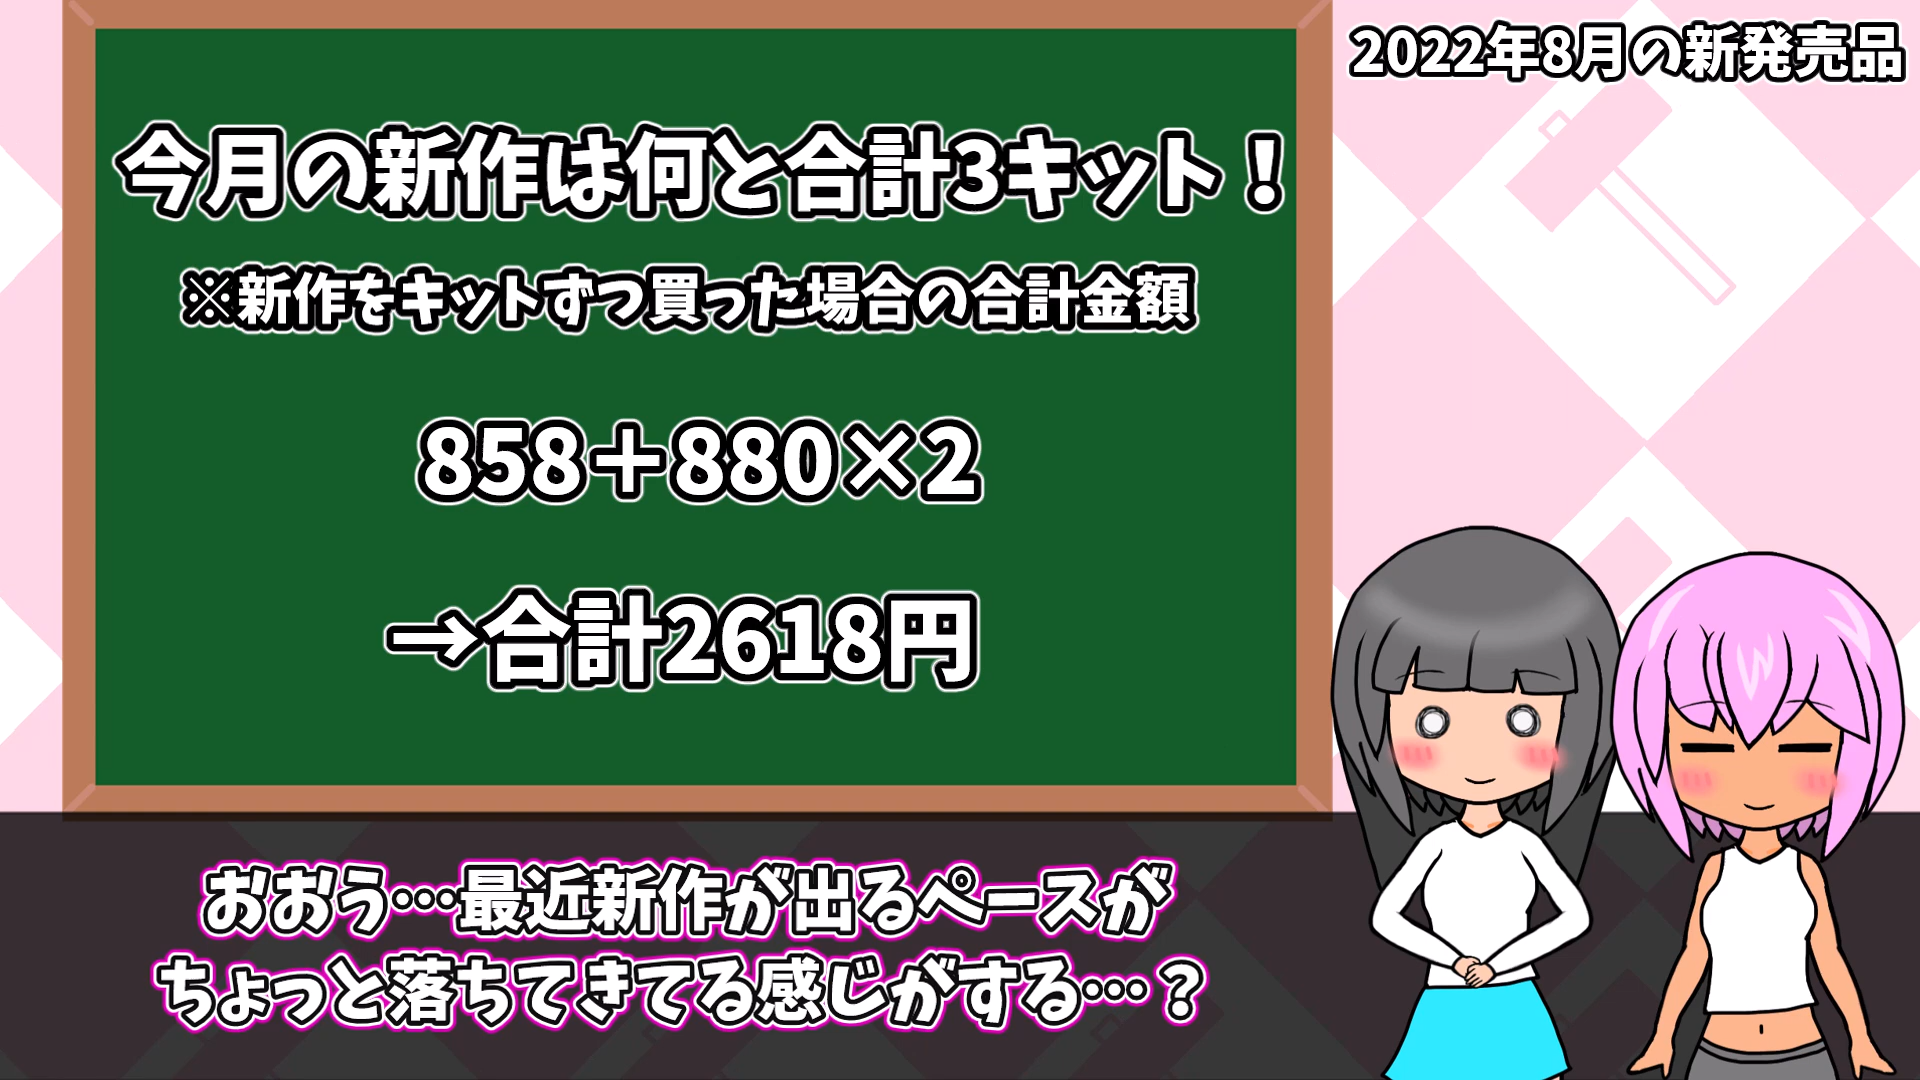 2022年8月の新発売品
今月の新作は何と合計3キット！
※新作をキットずつ買った場合の合計金額
858＋880×2
→合計2618円
おおう…最近新作が出るペースが
ちょっと落ちてきてる感じがする…？